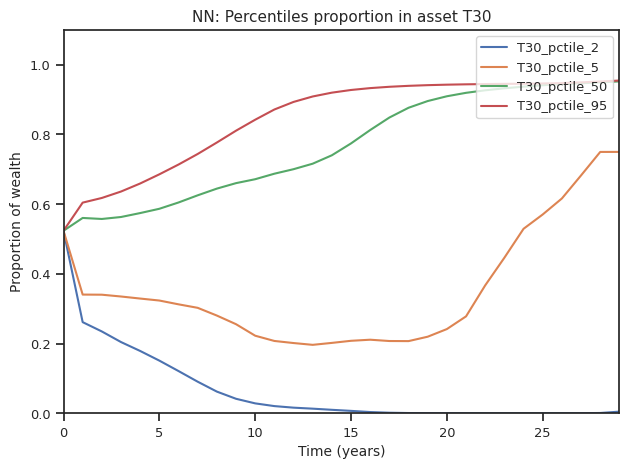 NN: Percentiles proportion in asset T30
T30_pctile_2
T30_pctile_5
T30_pctile_50
T30_pctile_95
Proportion of wealth
1.0
0.8
0.6
0.4
0.2
0.0
0 5 10 15 20 25
Time (years)